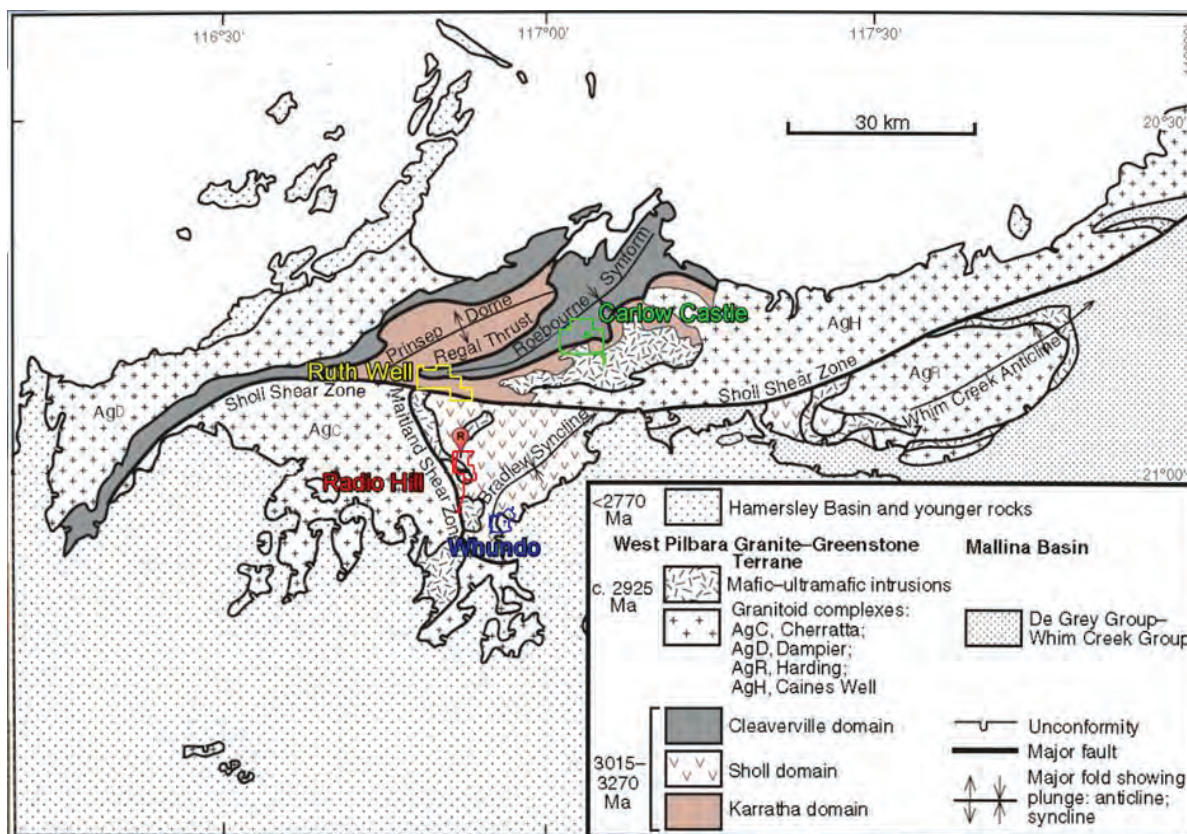 116°30'
117°00'
117°30'
30 km
20°30'
Roebourne Synform
Prinsep Dome
Regal Thrust
Carlow Castle
AgH
Ruth Well
Sholl Shear Zone
Sholl Shear Zone
AgD
AgC
AgR
Whim Creek Anticline
Maitland Shear Zone
R
Bradlew Syncline
Radio Hill
21°00'
Whundo
<2770
Ma
Hamersley Basin and younger rocks
West Pilbara Granite–Greenstone
Terrane
Mallina Basin
c. 2925
Ma
Mafic–ultramafic intrusions
Granitoid complexes:
AgC, Cherratta;
AgD, Dampier;
AgR, Harding;
AgH, Caines Well
De Grey Group–
Whim Creek Group
Cleaverville domain
3015–
3270
Ma
Sholl domain
Karratha domain
Unconformity
Major fault
Major fold showing
plunge: anticline;
syncline